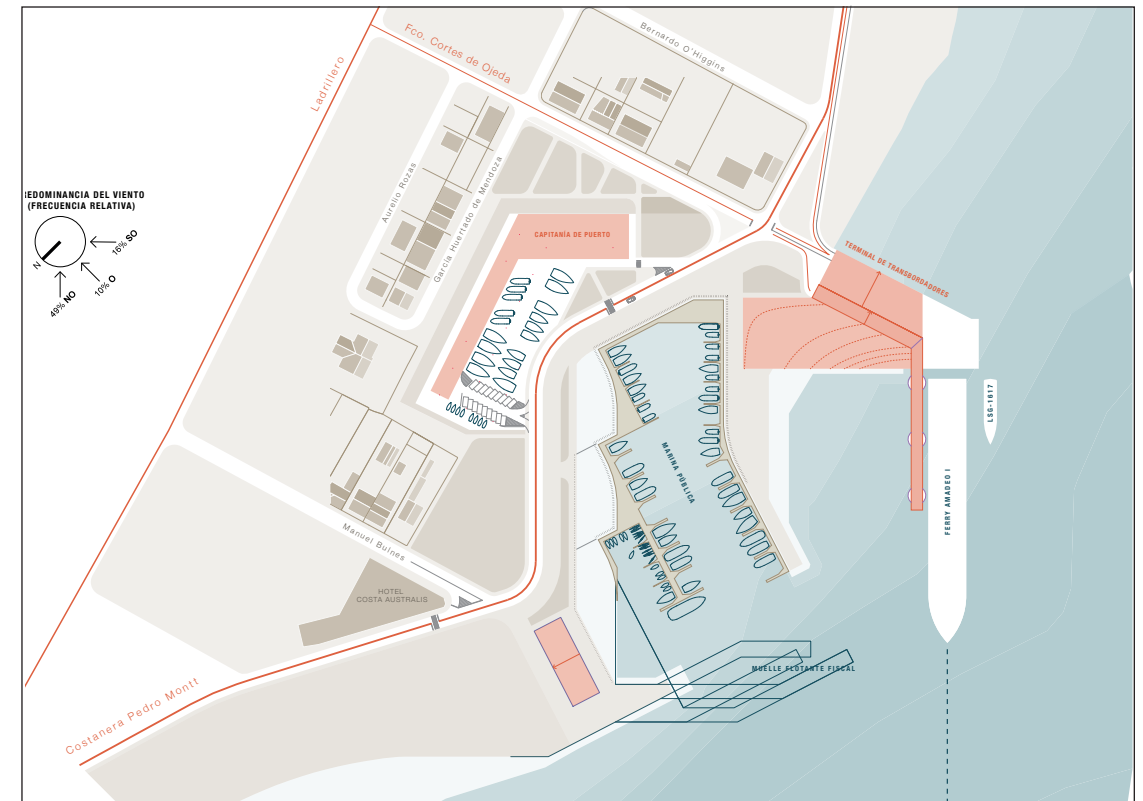 Ladrillero
Fco. Cortes de Ojeda
Bernardo O'Higgins
Aurelio Rozas
García Huertado de Mendoza
EDOMINANCIA DEL VIENTO
(FRECUENCIA RELATIVA)
N
16% SO
10% O
49% NO
CAPITANÍA DE PUERTO
TERMINAL DE TRANSBORDADORES
LSG-1617
FERRY AMADEO I
MARINA PÚBLICA
Manuel Bulnes
HOTEL
COSTA AUSTRALIS
MUELLE FLOTANTE FISCAL
Costanera Pedro Montt